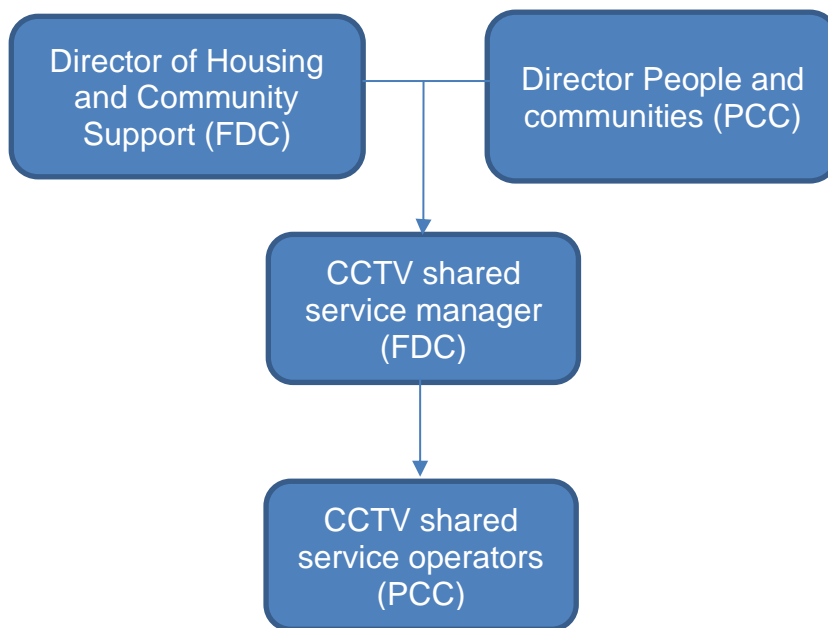 Director of Housing
and Community
Support (FDC)
Director People and
communities (PCC)
CCTV shared
service manager
(FDC)
CCTV shared
service operators
(PCC)